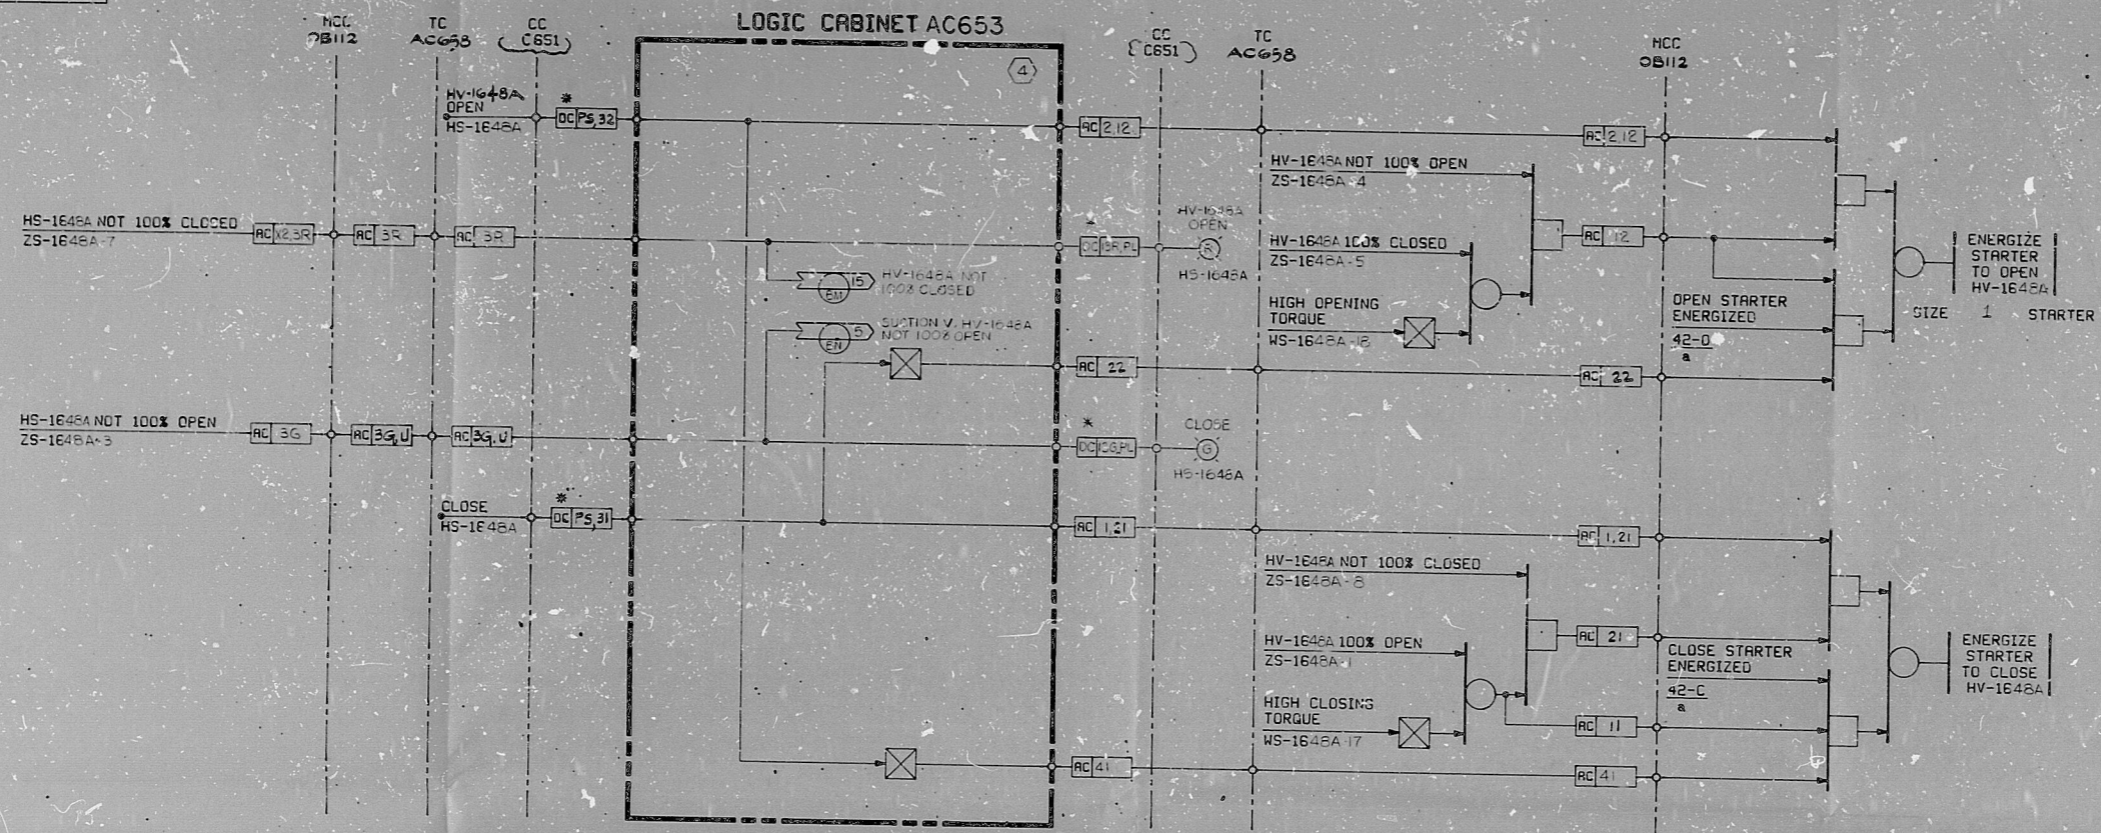 LOGIC CABINET AC653
MCC
OB112
TC
AC658
CC
C651
CC
C651
TC
AC658
MCC
OB112
4
HV-1648A
OPEN
HS-1648A
*
DC PS,32
AC 2,12
AC 2,12
HV-1648A NOT 100% OPEN
ZS-1648A-4
HS-1648A NOT 100% CLOSED
ZS-1648A-7
AC X2,3R
AC 3R
AC 3R
HV-1648A NOT
100% CLOSED
15
BM
DC 13R,PL
HV-1648A
OPEN
R
HS-1648A
HV-1648A 100% CLOSED
ZS-1648A-5
AC 12
HIGH OPENING
TORQUE
WS-1648A-18
OPEN STARTER
ENERGIZED
42-O
a
ENERGIZE
STARTER
TO OPEN
HV-1648A
SIZE 1 STARTER
SUCTION V. HV-1648A
NOT 100% OPEN
5
EN
AC 22
AC 22
HS-1648A NOT 100% OPEN
ZS-1648A-3
AC 3G
AC 3G,U
AC 3G,U
*
DC 13G,PL
CLOSE
G
HS-1648A
CLOSE
HS-1648A
*
DC PS,31
AC 1,21
AC 1,21
HV-1648A NOT 100% CLOSED
ZS-1648A-8
HV-1648A 100% OPEN
ZS-1648A-1
AC 21
CLOSE STARTER
ENERGIZED
42-C
a
ENERGIZE
STARTER
TO CLOSE
HV-1648A
HIGH CLOSING
TORQUE
WS-1648A-17
AC 11
AC 41
AC 41